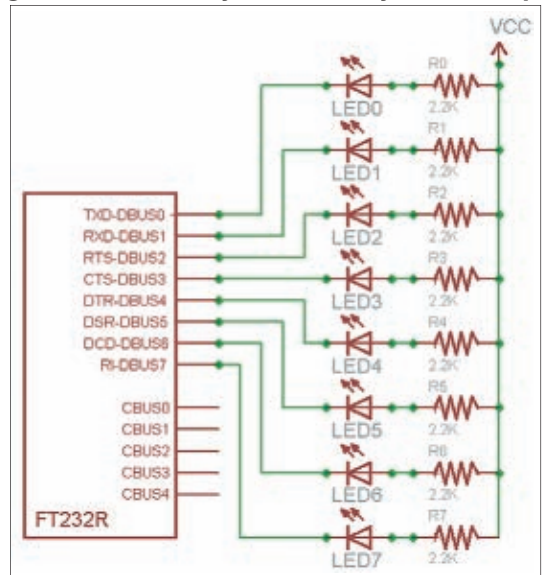 VCC
R0
2.2K
LED0
R1
2.2K
LED1
R2
2.2K
LED2
R3
2.2K
LED3
R4
2.2K
LED4
R5
2.2K
LED5
R6
2.2K
LED6
R7
2.2K
LED7
TXD-DBUS0
RXD-DBUS1
RTS-DBUS2
CTS-DBUS3
DTR-DBUS4
DSR-DBUS5
DCD-DBUS6
RI-DBUS7
CBUS0
CBUS1
CBUS2
CBUS3
CBUS4
FT232R